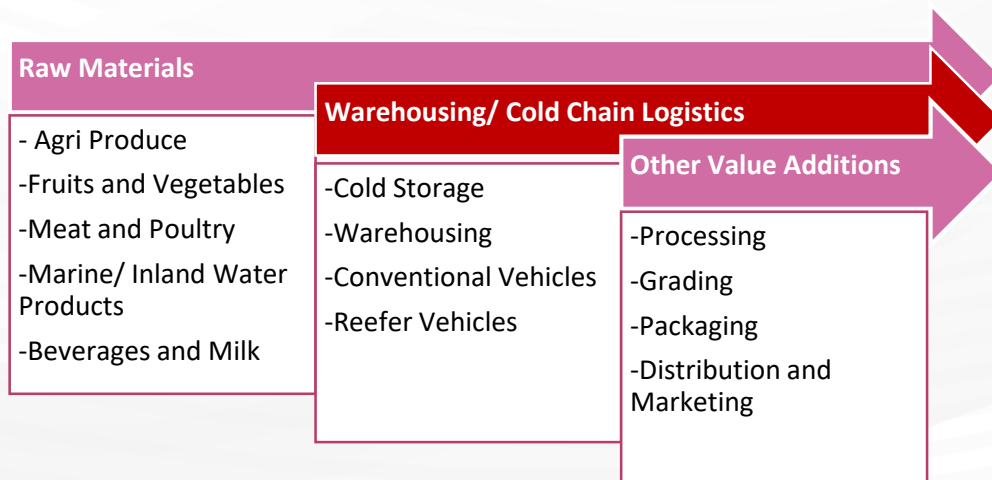 Raw Materials
- Agri Produce
-Fruits and Vegetables
-Meat and Poultry
-Marine/ Inland Water
Products
-Beverages and Milk
Warehousing/ Cold Chain Logistics
-Cold Storage
-Warehousing
-Conventional Vehicles
-Reefer Vehicles
Other Value Additions
-Processing
-Grading
-Packaging
-Distribution and
Marketing